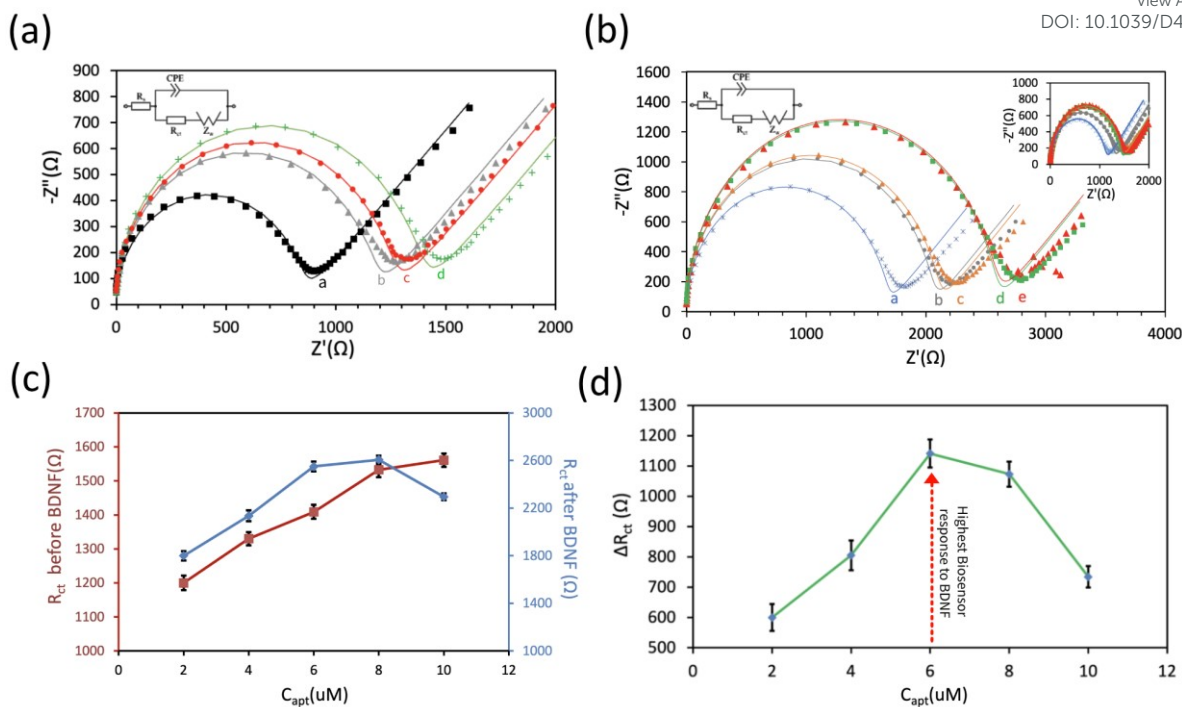 View A
DOI: 10.1039/D4
(a)
900
800
700
600
500
400
300
200
100
0
-Z''(Ω)
CPE
Rs
Rct
Zw
a
b
c
d
0
500
1000
1500
2000
Z'(Ω)
(b)
1600
1400
1200
1000
800
600
400
200
0
-Z''(Ω)
CPE
Rs
Rct
Zw
1000
800
600
400
200
0
-Z''(Ω)
0
1000
2000
Z'(Ω)
a
b
c
d
e
0
800
1600
2400
3200
4000
Z'(Ω)
(c)
1700
1600
1500
1400
1300
1200
1100
1000
Rct before BDNF(Ω)
3000
2600
2200
1800
1400
1000
Rct after BDNF (Ω)
0
2
4
6
8
10
12
Capt(uM)
(d)
1300
1200
1100
1000
900
800
700
600
500
ΔRct (Ω)
Highest Biosensor
response to BDNF
0
2
4
6
8
10
12
Capt(uM)